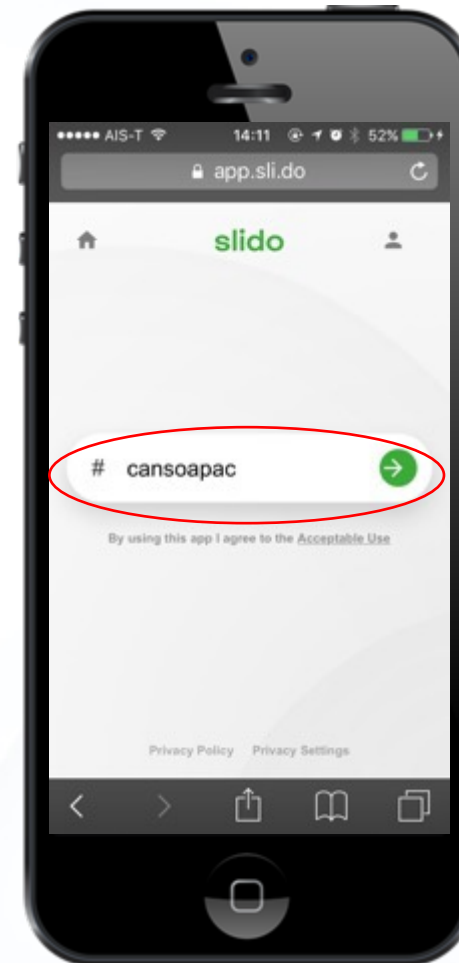 AIS-T 14:11 52%
app.sli.do
slido
# cansoapac
By using this app I agree to the Acceptable Use
Privacy Policy Privacy Settings